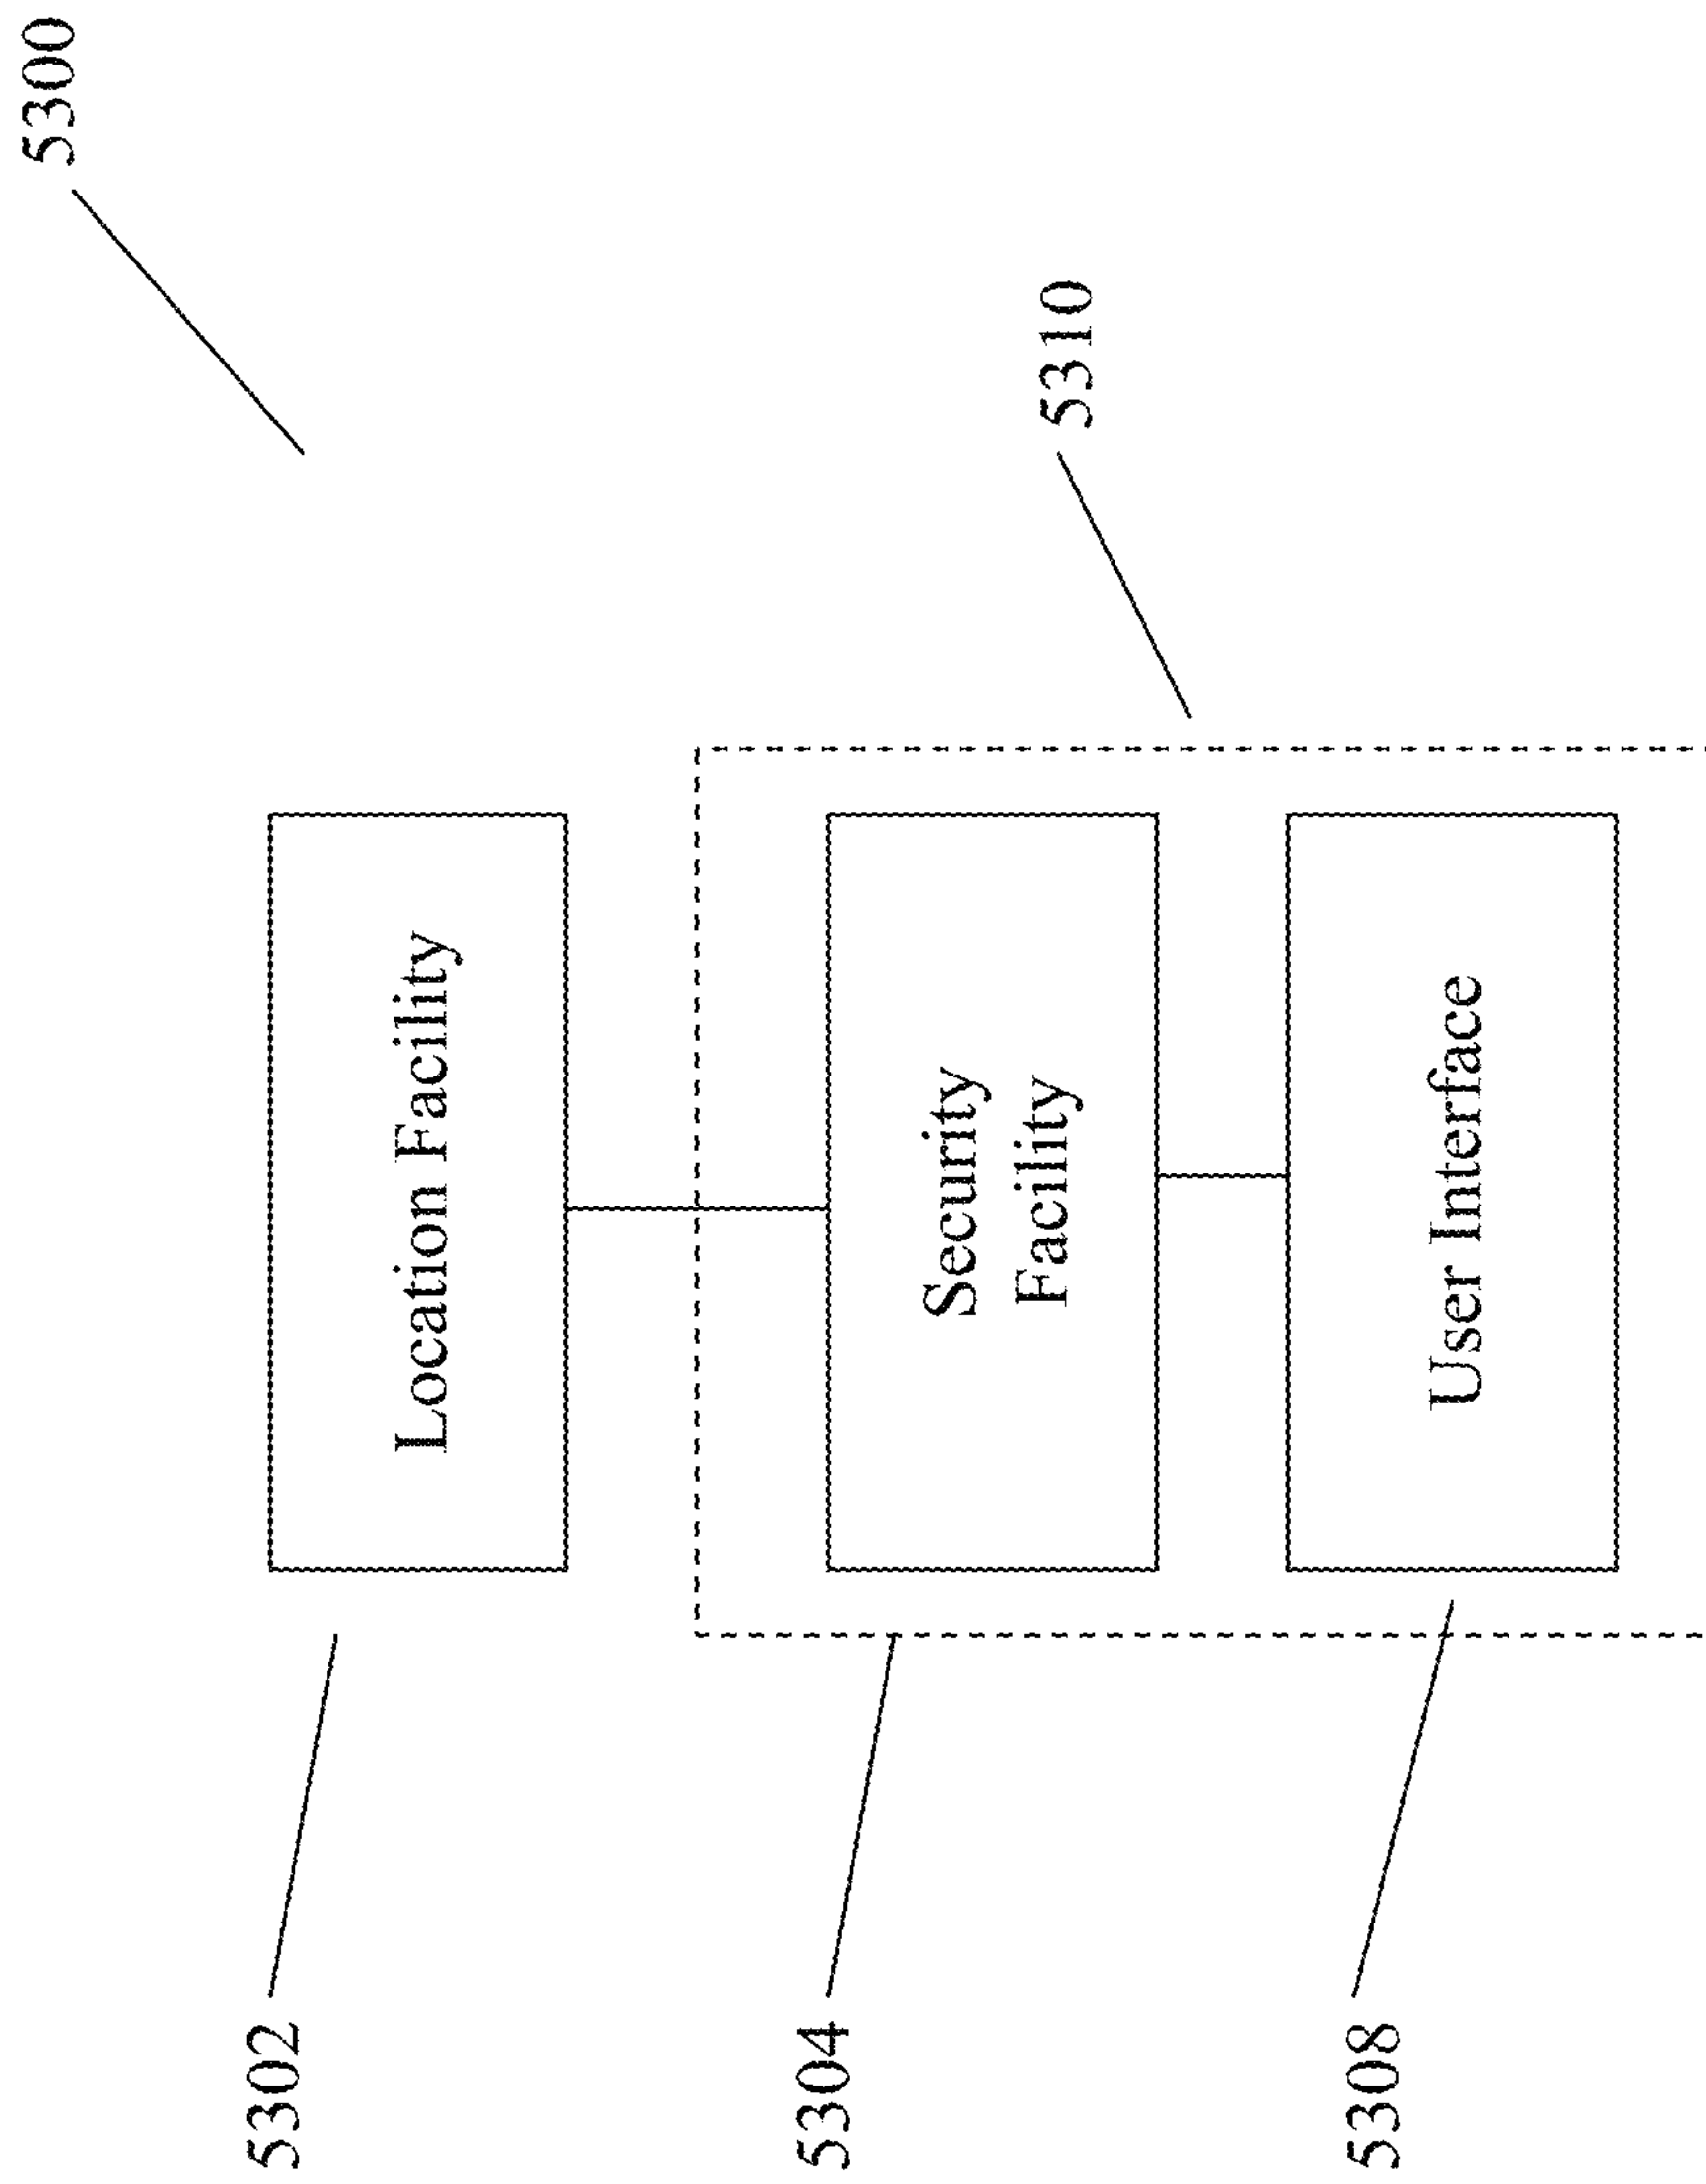 5300
5302
Location Facility
5310
5304
Security
Facility
5308
User Interface